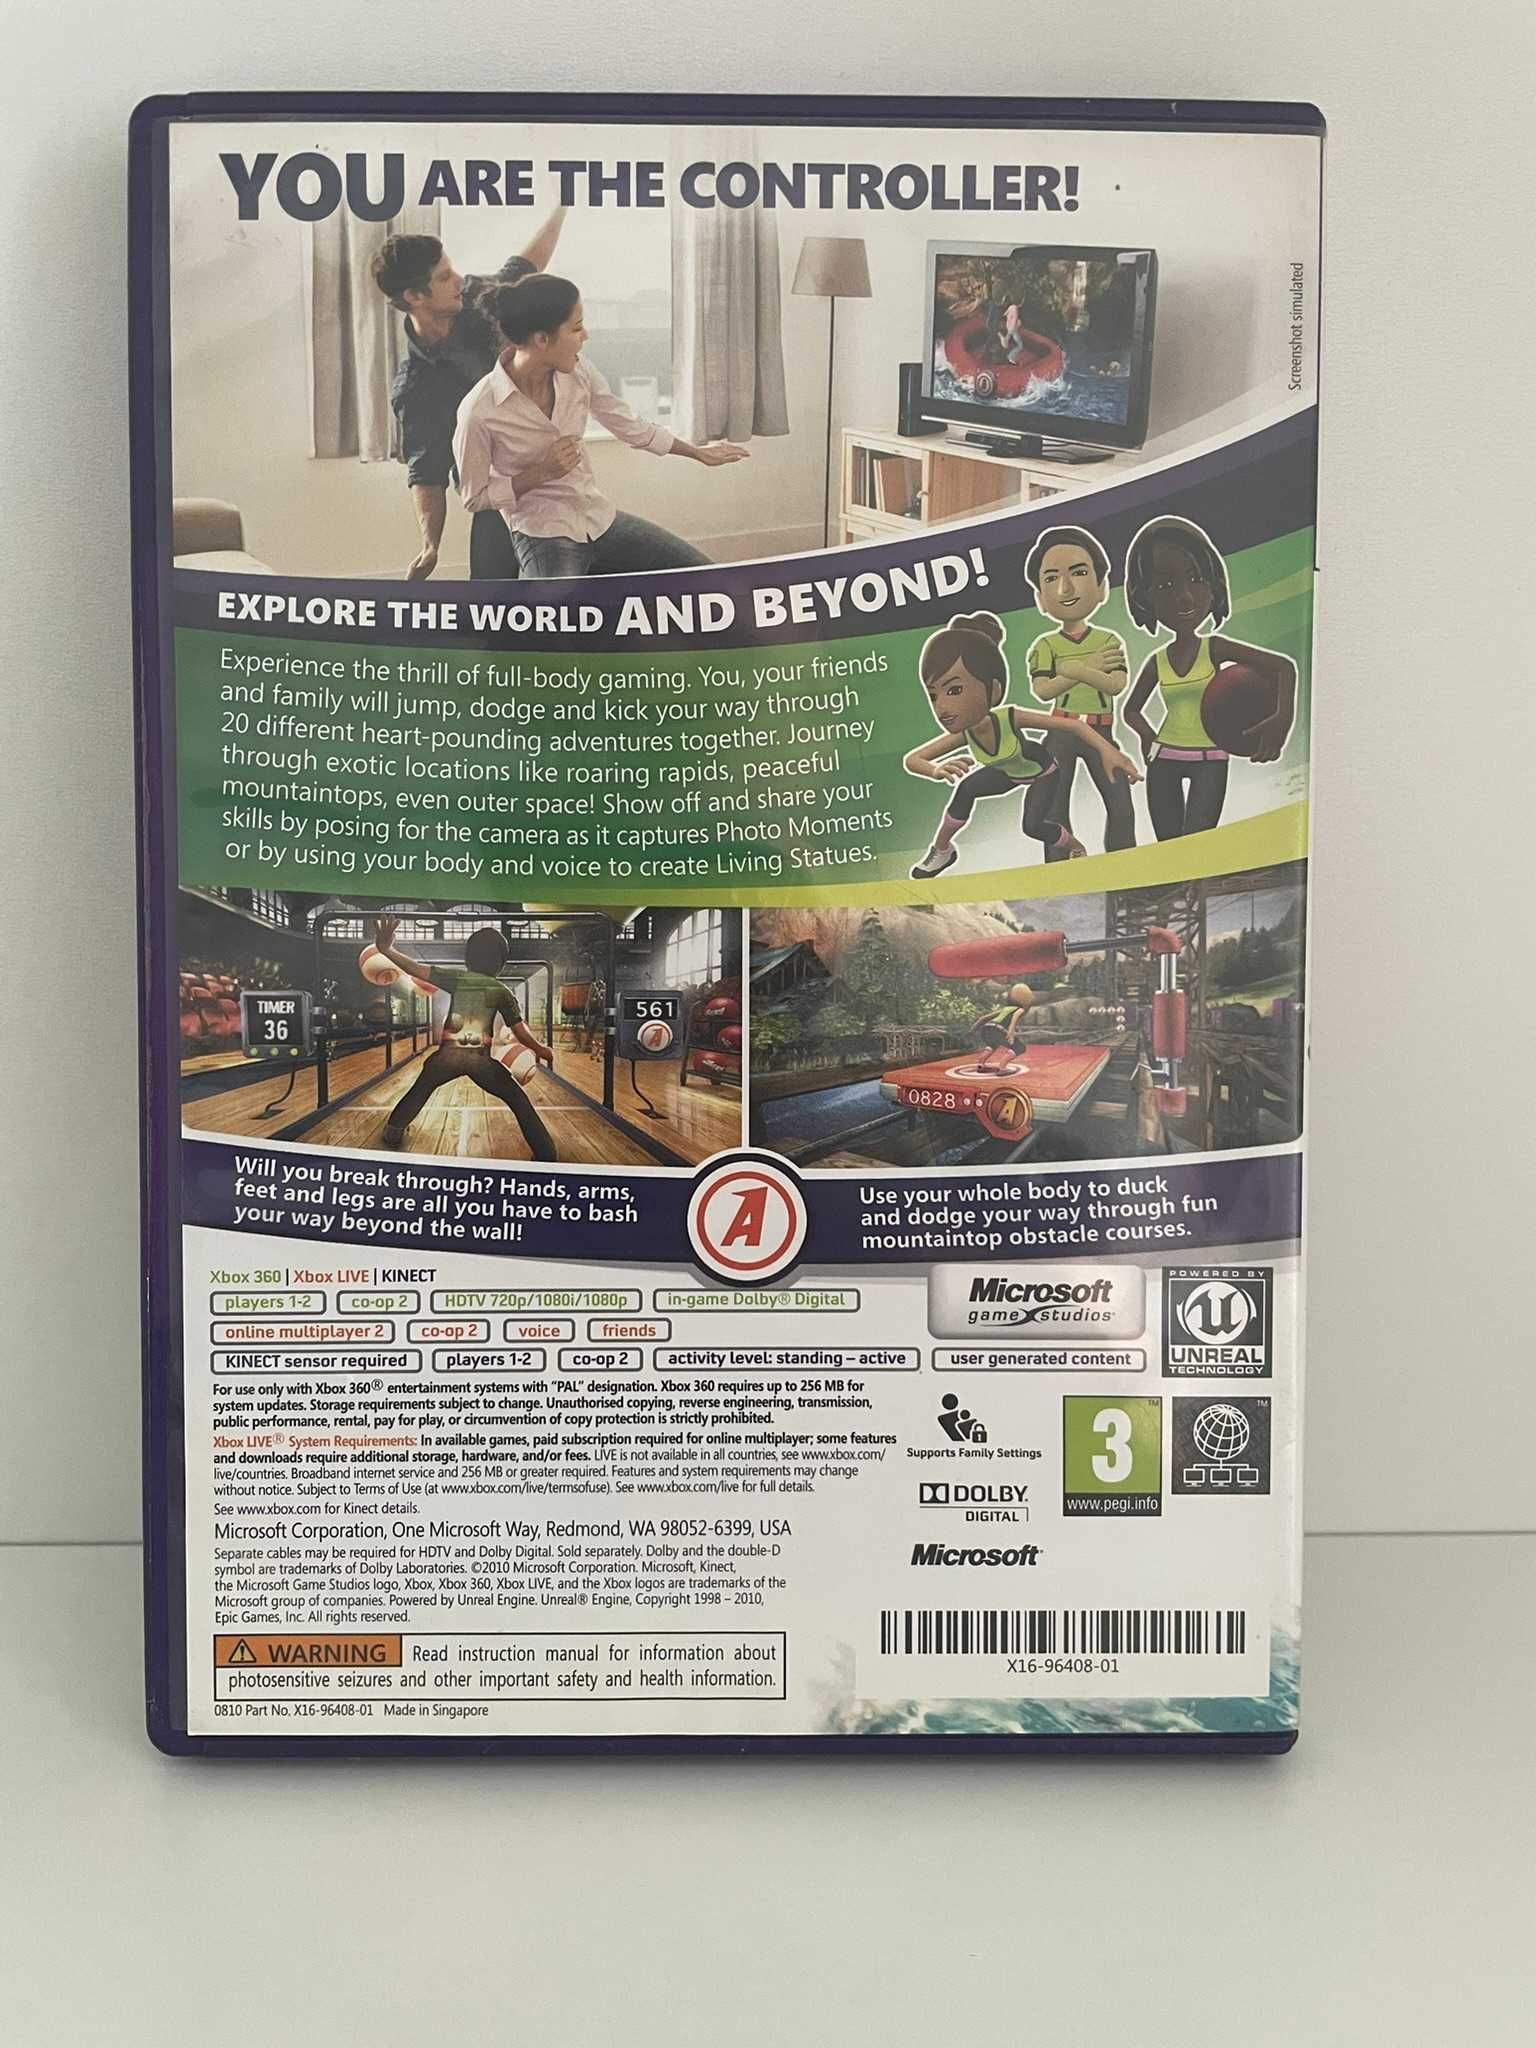 YOU ARE THE CONTROLLER!
Screenshot simulated
EXPLORE THE WORLD AND BEYOND!
Experience the thrill of full-body gaming. You, your friends
and family will jump, dodge and kick your way through
20 different heart-pounding adventures together. Journey
through exotic locations like roaring rapids, peaceful
mountaintops, even outer space! Show off and share your
skills by posing for the camera as it captures Photo Moments
or by using your body and voice to create Living Statues.
TIMER
36
561
A
0828
A
Will you break through? Hands, arms,
feet and legs are all you have to bash
your way beyond the wall!
A
Use your whole body to duck
and dodge your way through fun
mountaintop obstacle courses.
Xbox 360 | Xbox LIVE | KINECT
players 1-2 co-op 2 HDTV 720p/1080i/1080p in-game Dolby® Digital
online multiplayer 2 co-op 2 voice friends
KINECT sensor required players 1-2 co-op 2 activity level: standing – active user generated content
Microsoft
game studios
POWERED BY
U
UNREAL
TECHNOLOGY
For use only with Xbox 360® entertainment systems with “PAL” designation. Xbox 360 requires up to 256 MB for
system updates. Storage requirements subject to change. Unauthorised copying, reverse engineering, transmission,
public performance, rental, pay for play, or circumvention of copy protection is strictly prohibited.
Xbox LIVE® System Requirements: In available games, paid subscription required for online multiplayer; some features
and downloads require additional storage, hardware, and/or fees. LIVE is not available in all countries, see www.xbox.com/
live/countries. Broadband internet service and 256 MB or greater required. Features and system requirements may change
without notice. Subject to Terms of Use (at www.xbox.com/live/termsofuse). See www.xbox.com/live for full details.
See www.xbox.com for Kinect details.
Microsoft Corporation, One Microsoft Way, Redmond, WA 98052-6399, USA
Separate cables may be required for HDTV and Dolby Digital. Sold separately. Dolby and the double-D
symbol are trademarks of Dolby Laboratories. ©2010 Microsoft Corporation. Microsoft, Kinect,
the Microsoft Game Studios logo, Xbox, Xbox 360, Xbox LIVE, and the Xbox logos are trademarks of the
Microsoft group of companies. Powered by Unreal Engine. Unreal® Engine, Copyright 1998 – 2010,
Epic Games, Inc. All rights reserved.
Supports Family Settings
DOLBY
DIGITAL
3 TM
www.pegi.info
TM
Microsoft
WARNING Read instruction manual for information about
photosensitive seizures and other important safety and health information.
0810 Part No. X16-96408-01 Made in Singapore
X16-96408-01